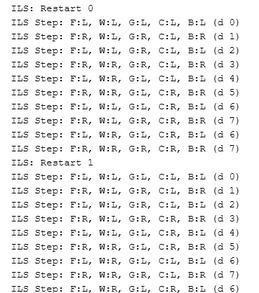 ILS: Restart 0
ILS Step: F:L, W:L, G:L, C:L, B:L (d 0)
ILS Step: F:R, W:L, G:R, C:L, B:R (d 1)
ILS Step: F:L, W:L, G:R, C:L, B:L (d 2)
ILS Step: F:R, W:R, G:R, C:L, B:R (d 3)
ILS Step: F:L, W:R, G:L, C:L, B:L (d 4)
ILS Step: F:R, W:R, G:L, C:R, B:R (d 5)
ILS Step: F:L, W:R, G:L, C:R, B:L (d 6)
ILS Step: F:R, W:R, G:R, C:R, B:R (d 7)
ILS Step: F:L, W:R, G:L, C:R, B:L (d 6)
ILS Step: F:R, W:R, G:R, C:R, B:R (d 7)
ILS: Restart 1
ILS Step: F:L, W:L, G:L, C:L, B:L (d 0)
ILS Step: F:R, W:L, G:R, C:L, B:R (d 1)
ILS Step: F:L, W:L, G:R, C:L, B:L (d 2)
ILS Step: F:R, W:L, G:R, C:R, B:R (d 3)
ILS Step: F:L, W:L, G:L, C:R, B:L (d 4)
ILS Step: F:R, W:R, G:L, C:R, B:R (d 5)
ILS Step: F:L, W:R, G:L, C:R, B:L (d 6)
ILS Step: F:R, W:R, G:R, C:R, B:R (d 7)
ILS Step: F:L, W:R, G:L, C:R, B:L (d 6)